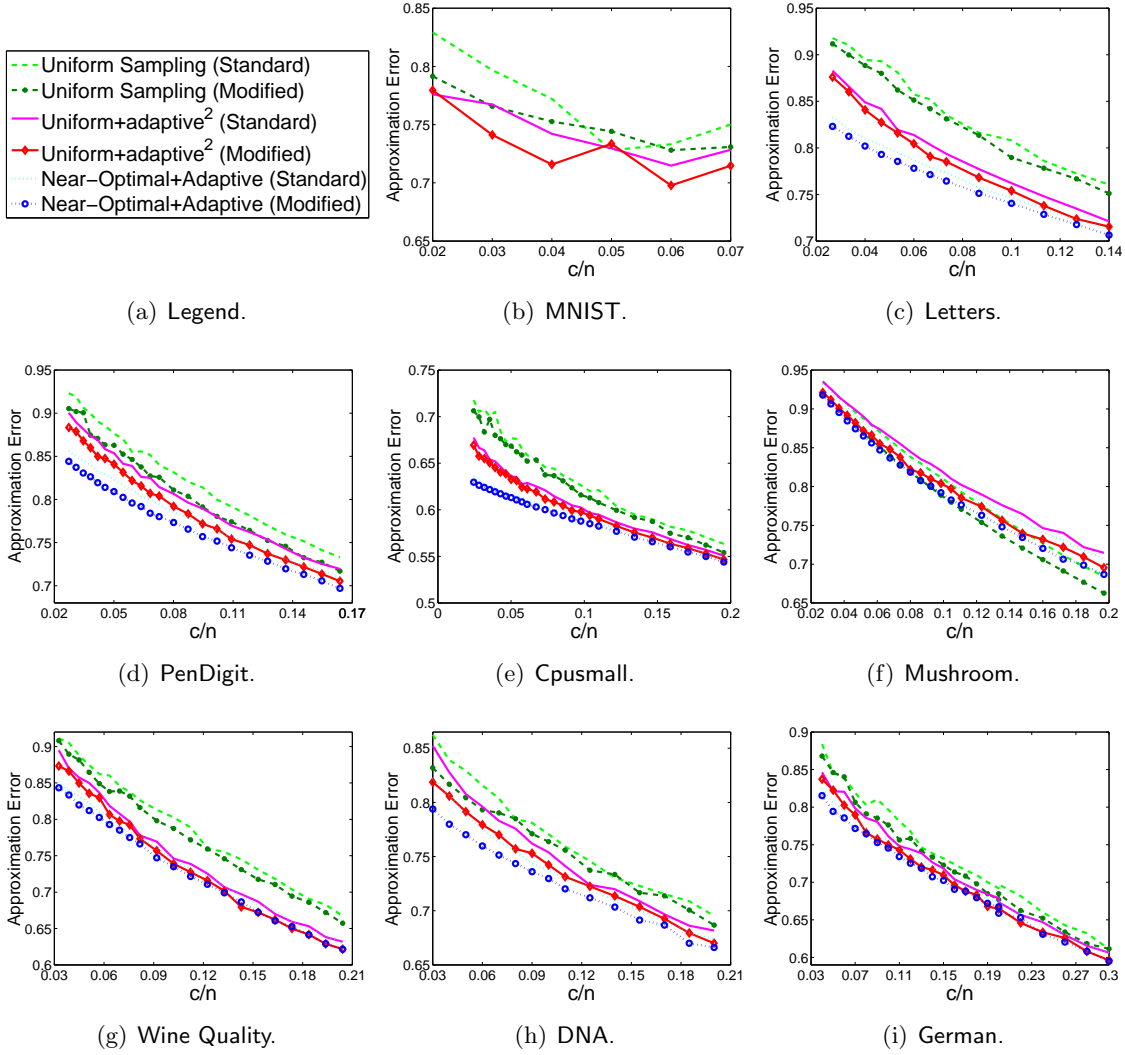 Uniform Sampling (Standard)
Uniform Sampling (Modified)
Uniform+adaptive² (Standard)
Uniform+adaptive² (Modified)
Near−Optimal+Adaptive (Standard)
Near−Optimal+Adaptive (Modified)
(a) Legend.
Approximation Error
0.85
0.8
0.75
0.7
0.65
0.02 0.03 0.04 0.05 0.06 0.07
c/n
(b) MNIST.
Approximation Error
0.95
0.9
0.85
0.8
0.75
0.7
0.02 0.04 0.06 0.08 0.1 0.12 0.14
c/n
(c) Letters.
Approximation Error
0.95
0.9
0.85
0.8
0.75
0.7
0.02 0.05 0.08 0.11 0.14 0.17
c/n
(d) PenDigit.
Approximation Error
0.75
0.7
0.65
0.6
0.55
0.5
0 0.05 0.1 0.15 0.2
c/n
(e) Cpusmall.
Approximation Error
0.95
0.9
0.85
0.8
0.75
0.7
0.65
0.02 0.04 0.06 0.08 0.1 0.12 0.14 0.16 0.18 0.2
c/n
(f) Mushroom.
Approximation Error
0.9
0.85
0.8
0.75
0.7
0.65
0.6
0.03 0.06 0.09 0.12 0.15 0.18 0.21
c/n
(g) Wine Quality.
Approximation Error
0.85
0.8
0.75
0.7
0.65
0.03 0.06 0.09 0.12 0.15 0.18 0.21
c/n
(h) DNA.
Approximation Error
0.9
0.85
0.8
0.75
0.7
0.65
0.6
0.03 0.07 0.11 0.15 0.19 0.23 0.27 0.3
c/n
(i) German.